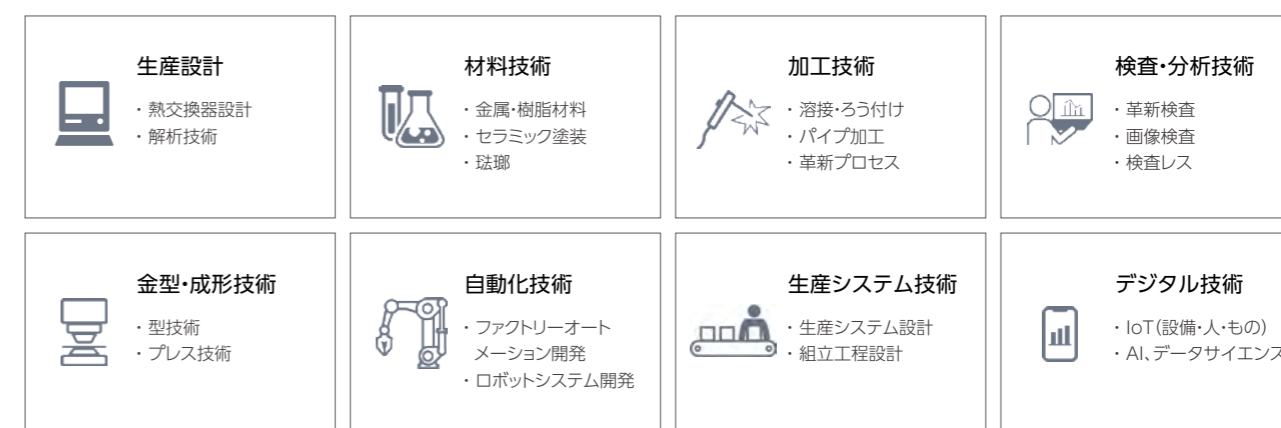 生産設計
・熱交換器設計
・解析技術
材料技術
・金属・樹脂材料
・セラミック塗装
・琺瑯
加工技術
・溶接・ろう付け
・パイプ加工
・革新プロセス
検査・分析技術
・革新検査
・画像検査
・検査レス
金型・成形技術
・型技術
・プレス技術
自動化技術
・ファクトリーオート
メーション開発
・ロボットシステム開発
生産システム技術
・生産システム設計
・組立工程設計
デジタル技術
・IoT(設備・人・もの)
・AI、データサイエンス